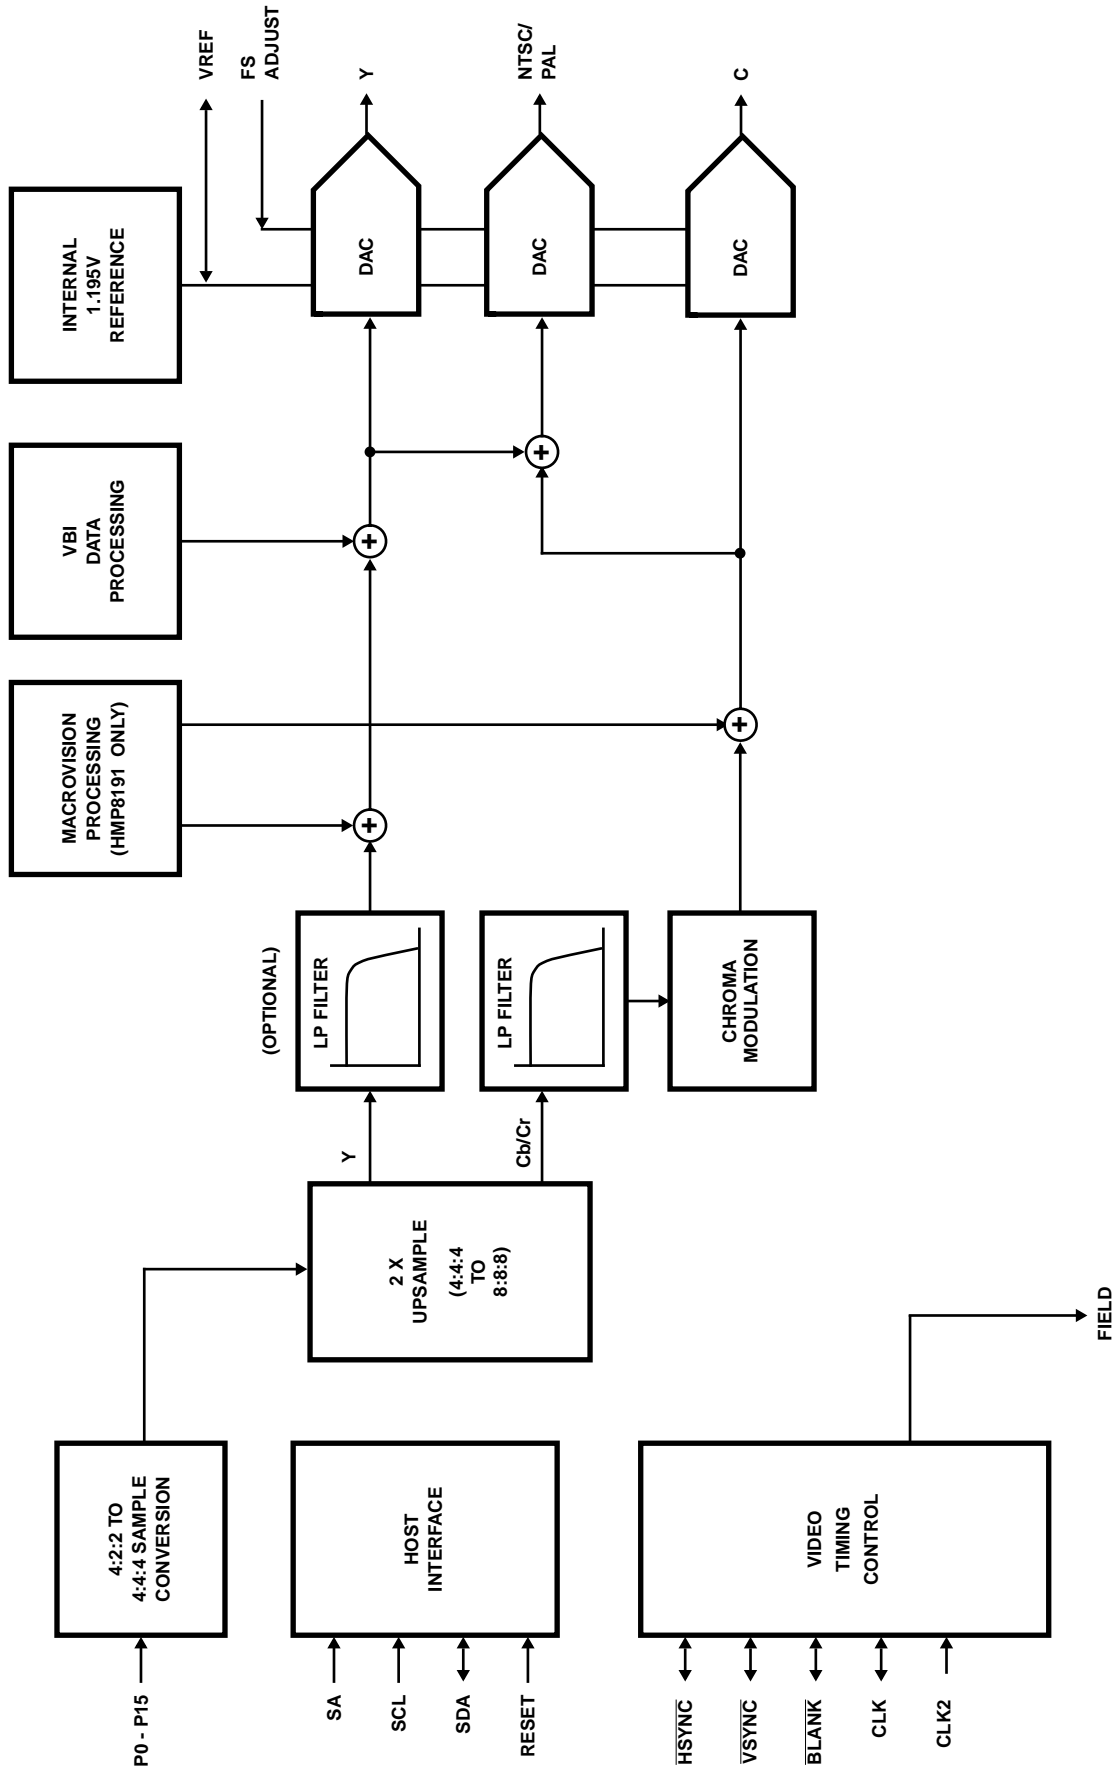 P0 - P15
4:2:2 TO
4:4:4 SAMPLE
CONVERSION
SA
SCL
SDA
RESET
HOST
INTERFACE
HSYNC
VSYNC
BLANK
CLK
CLK2
VIDEO
TIMING
CONTROL
FIELD
2 X
UPSAMPLE
(4:4:4
TO
8:8:8)
Y
Cb/Cr
(OPTIONAL)
LP FILTER
LP FILTER
CHROMA
MODULATION
MACROVISION
PROCESSING
(HMP8191 ONLY)
VBI
DATA
PROCESSING
INTERNAL
1.195V
REFERENCE
+
+
+
+
DAC
DAC
DAC
VREF
FS
ADJUST
Y
NTSC/
PAL
C